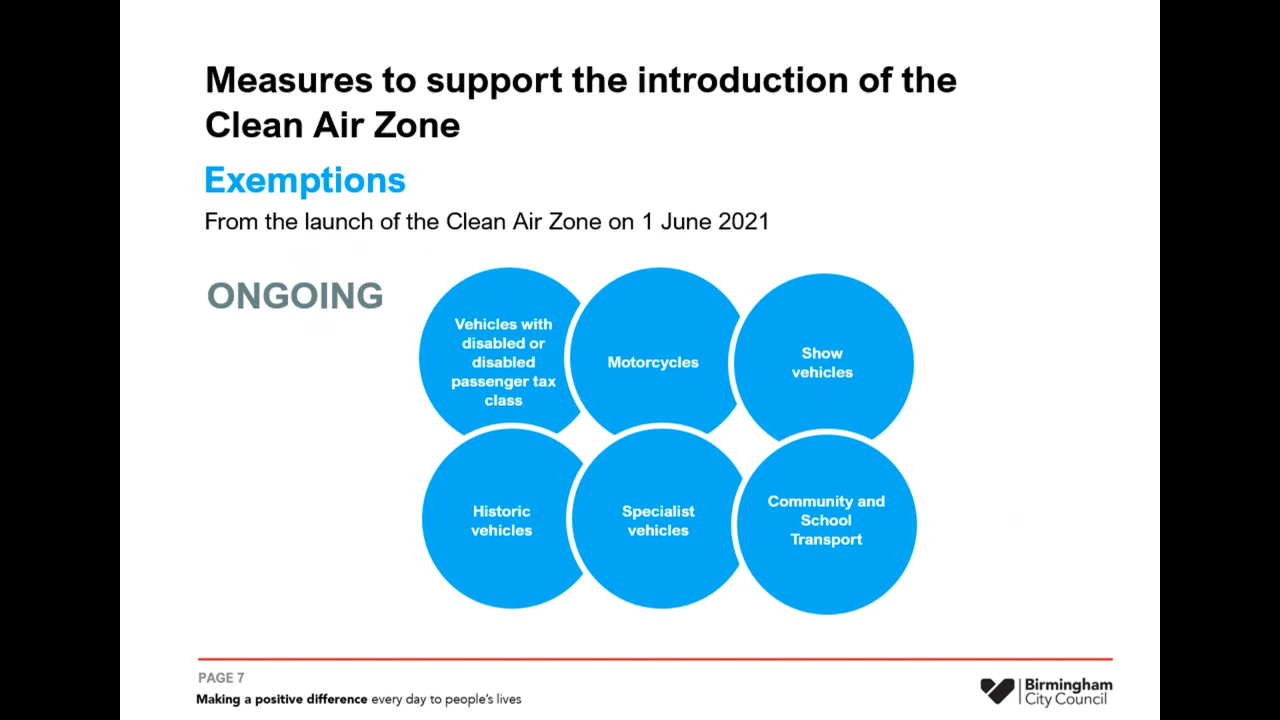 Measures to support the introduction of the
Clean Air Zone
Exemptions
From the launch of the Clean Air Zone on 1 June 2021
ONGOING
Vehicles with
disabled or
disabled
passenger tax
class
Motorcycles
Show
vehicles
Historic
vehicles
Specialist
vehicles
Community and
School
Transport
PAGE 7
Making a positive difference every day to people's lives
Birmingham
City Council